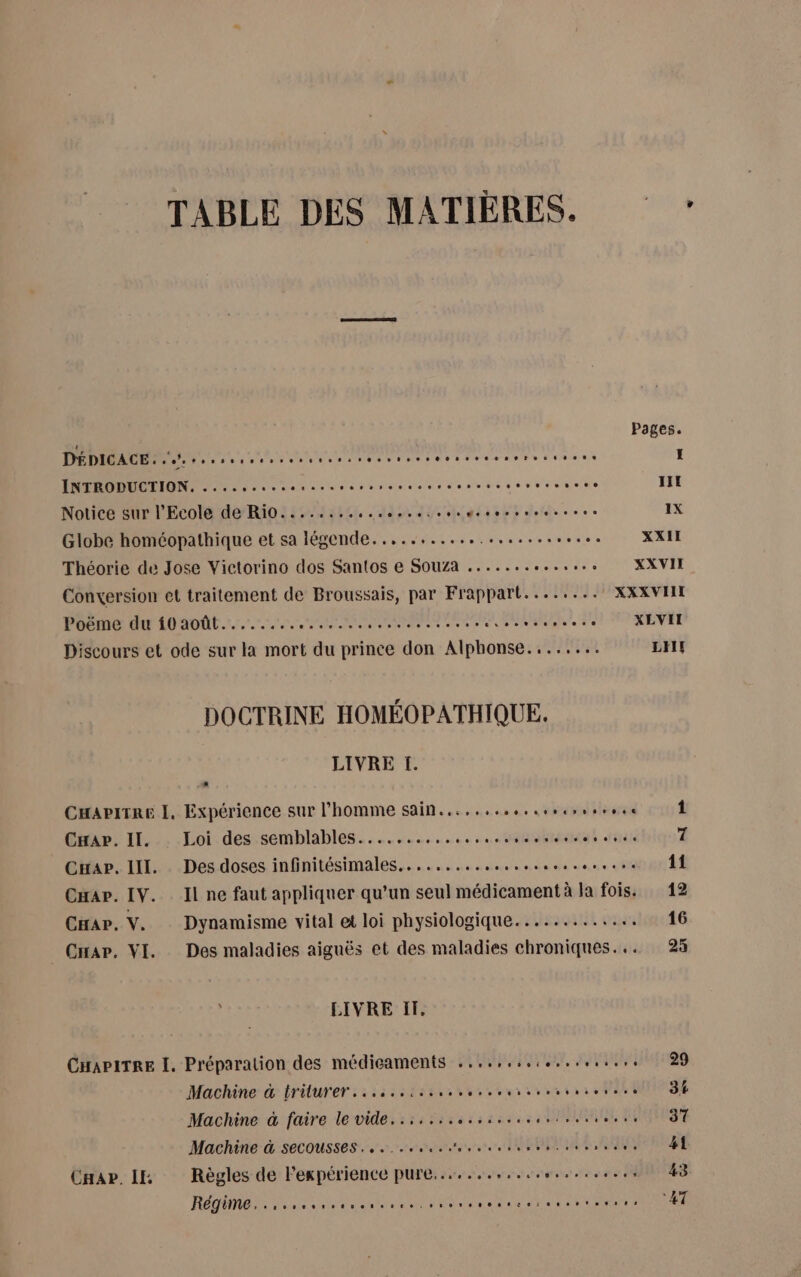 TABLE DES MATIÈRES.
Pages.
DÉDICACE. I
INTRODUCTION. III
Notice sur l'Ecole de Rio. IX
Globe homéopathique et sa légende. XXII
Théorie de Jose Victorino dos Santos e Souza XXVII
Conversion et traitement de Broussais, par Frappart. XXXVIII
Poëme du 10 août. XLVII
Discours et ode sur la mort du prince don Alphonse. LIII
DOCTRINE HOMÉOPATHIQUE.
LIVRE I.
CHAPITRE I. Expérience sur l'homme sain. 1
CHAP. II. Loi des semblables. 7
CHAP. III. Des doses infinitésimales. 11
CHAP. IV. Il ne faut appliquer qu'un seul médicament à la fois. 12
CHAP. V. Dynamisme vital et loi physiologique. 16
CHAP. VI. Des maladies aiguës et des maladies chroniques... 25
LIVRE II.
CHAPITRE I. Préparation des médicaments 29
Machine à triturer. 34
Machine à faire le vide. 37
Machine à secousses. 41
CHAP. II. Règles de l'expérience pure. 43
Régime. 47